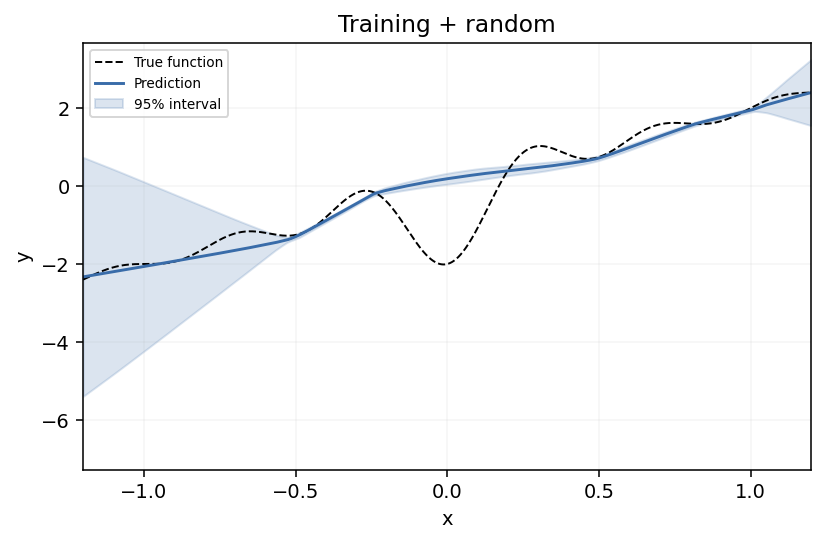 Training + random
True function
Prediction
95% interval
y
2
0
−2
−4
−6
−1.0
−0.5
0.0
0.5
1.0
x